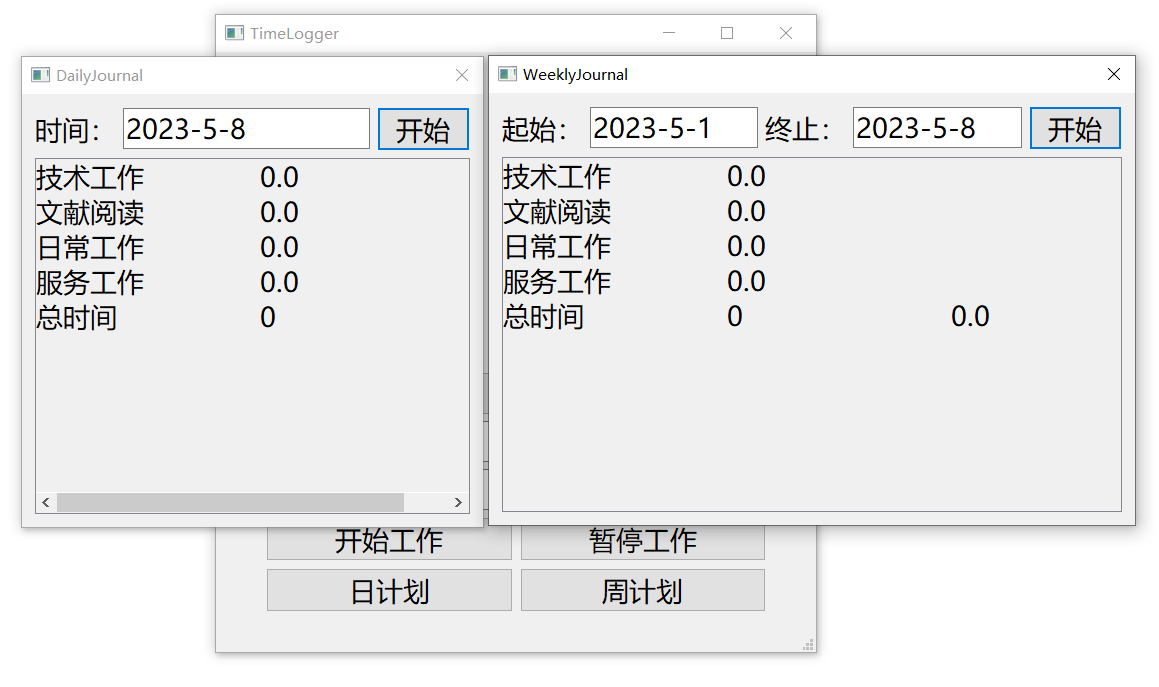 TimeLogger
DailyJournal
时间： 2023-5-8 开始
技术工作 0.0
文献阅读 0.0
日常工作 0.0
服务工作 0.0
总时间 0
WeeklyJournal
起始： 2023-5-1 终止： 2023-5-8 开始
技术工作 0.0
文献阅读 0.0
日常工作 0.0
服务工作 0.0
总时间 0 0.0
开始工作 暂停工作
日计划 周计划